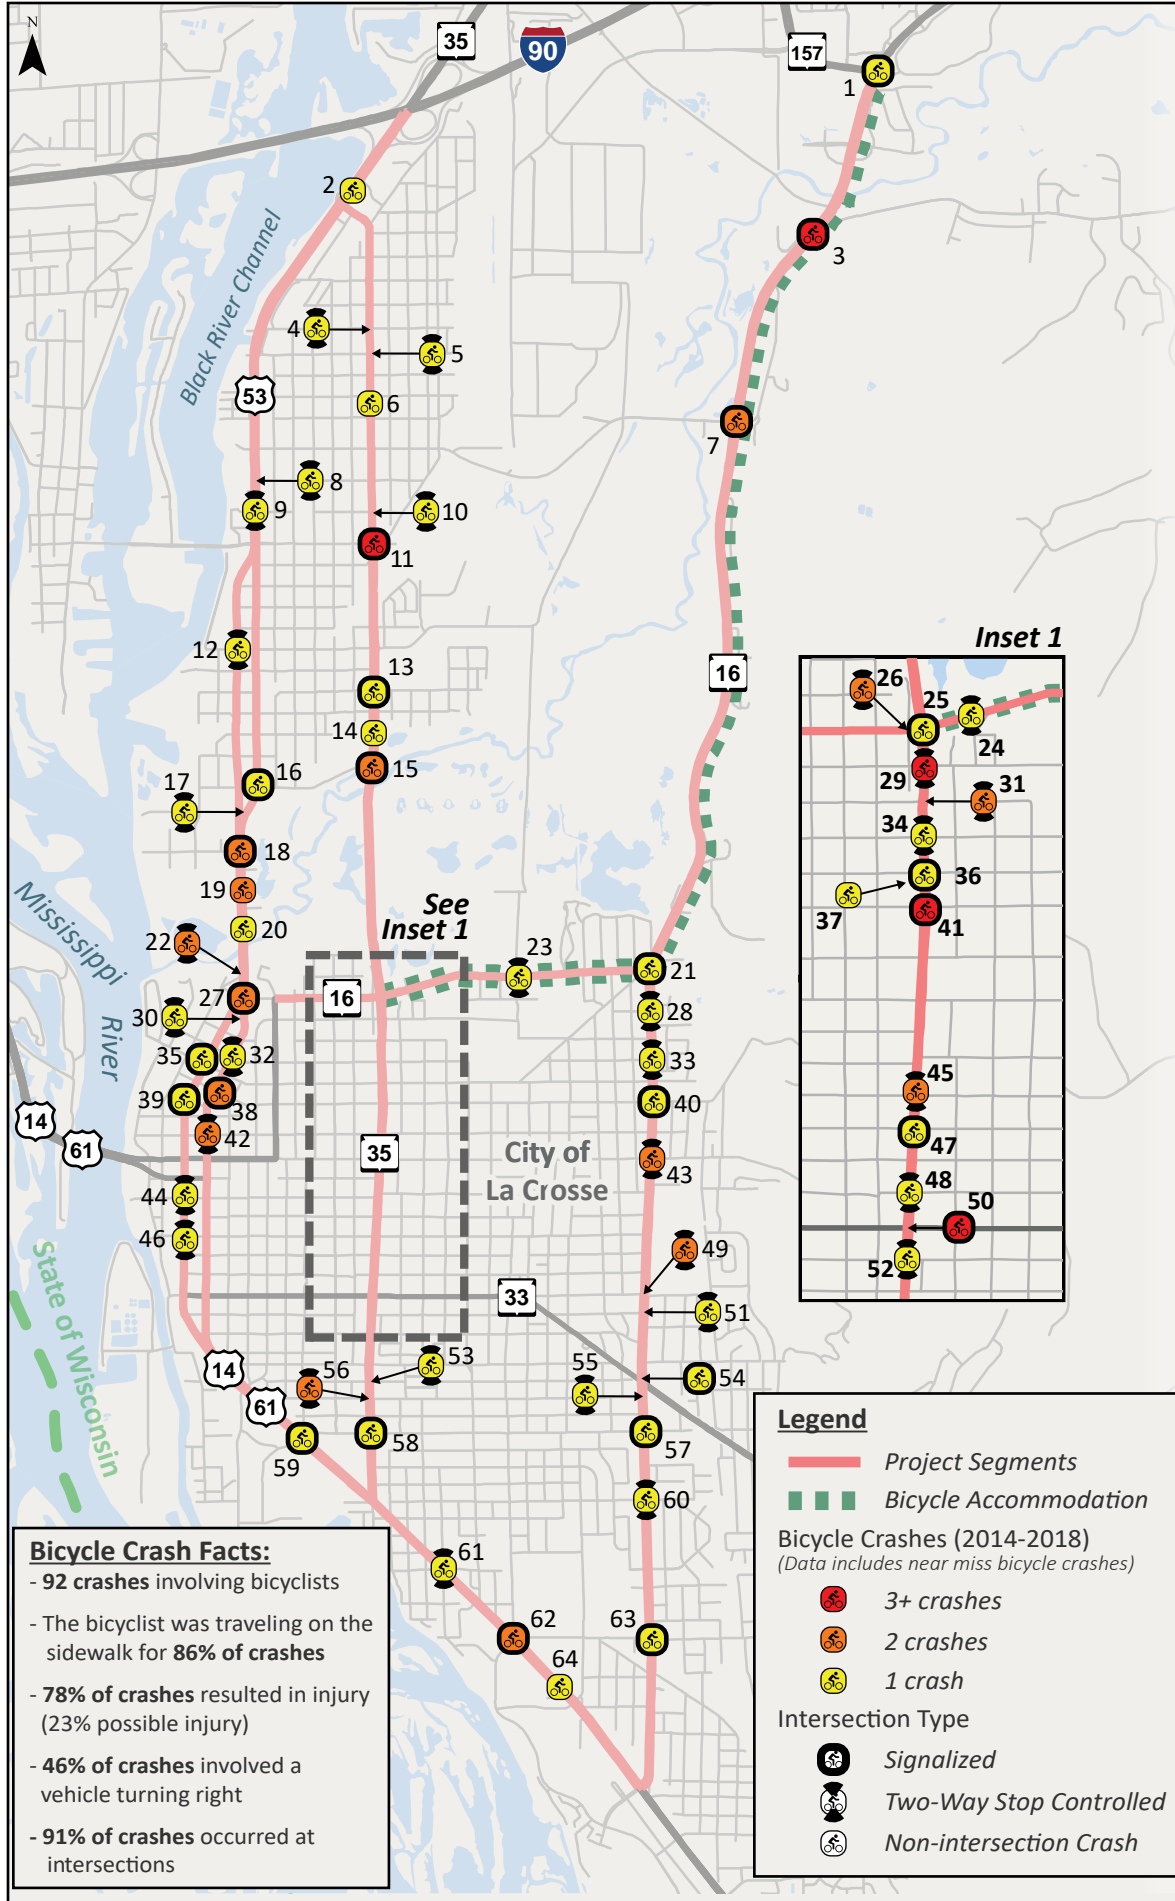 N
35
90
157
1
2
3
Black River Channel
4
5
53
6
7
8
9
10
11
12
13
14
15
16
17
16
18
19
20
Mississippi
River
22
See
Inset 1
23
21
27
16
28
30
35
32
33
39
38
40
14
61
42
35
City of
La Crosse
43
44
46
49
State of Wisconsin
33
51
14
56
53
55
54
61
59
58
57
60
61
62
63
64
Inset 1
26
25
24
29
31
34
36
37
41
45
47
48
50
52
Bicycle Crash Facts:
- 92 crashes involving bicyclists
- The bicyclist was traveling on the
sidewalk for 86% of crashes
- 78% of crashes resulted in injury
(23% possible injury)
- 46% of crashes involved a
vehicle turning right
- 91% of crashes occurred at
intersections
Legend
Project Segments
Bicycle Accommodation
Bicycle Crashes (2014-2018)
(Data includes near miss bicycle crashes)
3+ crashes
2 crashes
1 crash
Intersection Type
Signalized
Two-Way Stop Controlled
Non-intersection Crash